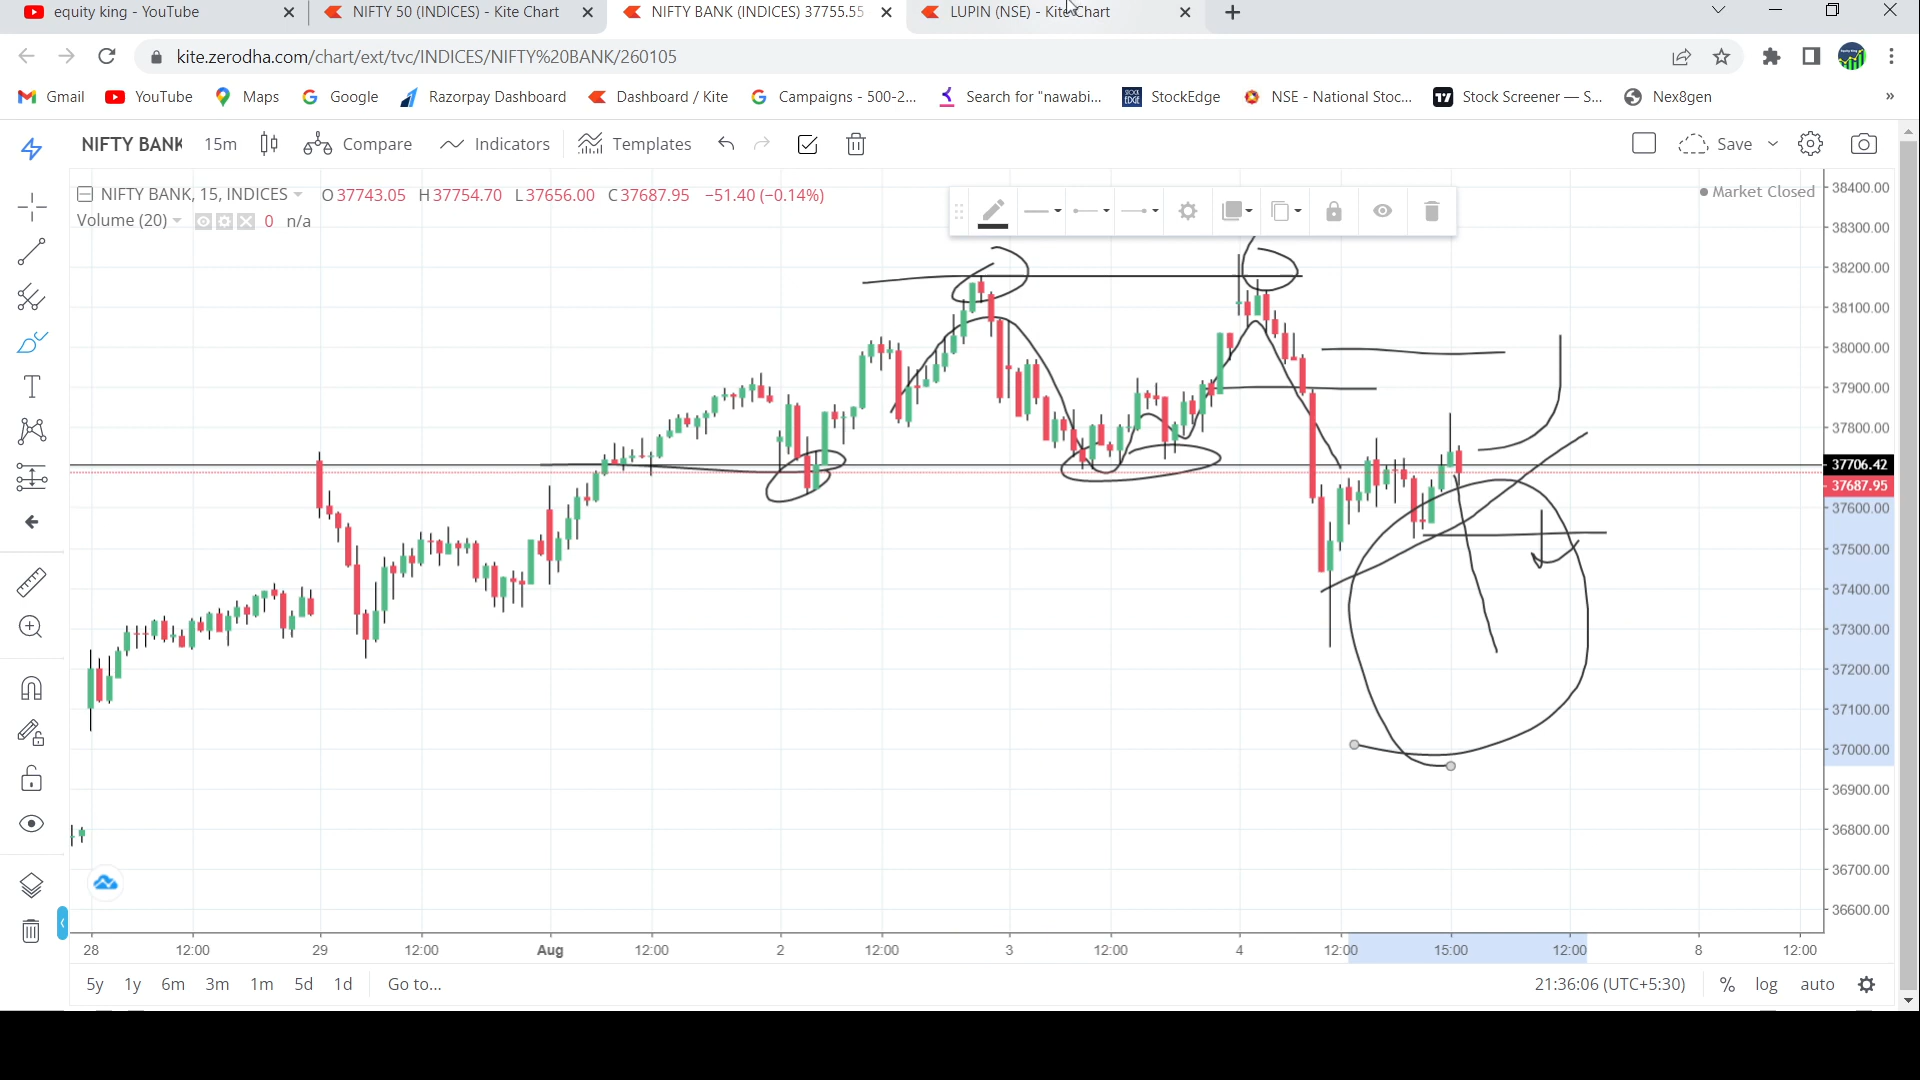 equity king - YouTube
NIFTY 50 (INDICES) - Kite Chart
NIFTY BANK (INDICES) 37755.55
LUPIN (NSE) - Kite Chart
kite.zerodha.com/chart/ext/tvc/INDICES/NIFTY%20BANK/260105
Gmail YouTube Maps Google Razorpay Dashboard Dashboard / Kite Campaigns - 500-2... Search for "nawabi... StockEdge NSE - National Stoc... Stock Screener — S... Nex8gen »
NIFTY BANK 15m Compare Indicators Templates Save
NIFTY BANK, 15, INDICES O37743.05 H37754.70 L37656.00 C37687.95 −51.40 (−0.14%)
Market Closed
Volume (20) 0 n/a
38400.00
38300.00
38200.00
38100.00
38000.00
37900.00
37800.00
37706.42
37687.95
37600.00
37500.00
37400.00
37300.00
37200.00
37100.00
37000.00
36900.00
36800.00
36700.00
36600.00
28 12:00 29 12:00 Aug 12:00 2 12:00 3 12:00 4 12:00 15:00 12:00 8 12:00
5y 1y 6m 3m 1m 5d 1d Go to... 21:36:06 (UTC+5:30) % log auto